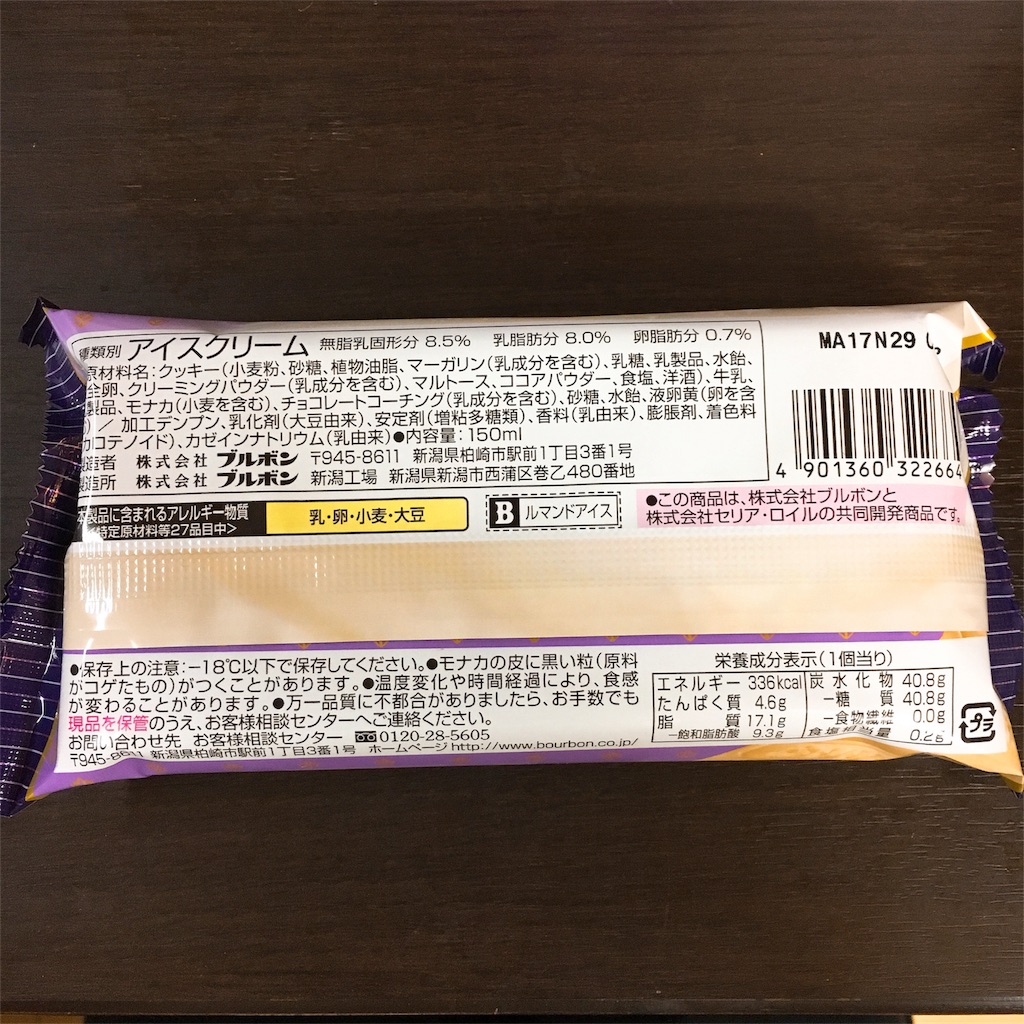 種類別 アイスクリーム 無脂乳固形分 8.5% 乳脂肪分 8.0% 卵脂肪分 0.7%
原材料名：クッキー(小麦粉、砂糖、植物油脂、マーガリン(乳成分を含む)、乳糖、乳製品、水飴、
全卵、クリーミングパウダー(乳成分を含む)、マルトース、ココアパウダー、食塩、洋酒)、牛乳、
製品、モナカ(小麦を含む)、チョコレートコーチング(乳成分を含む)、砂糖、水飴、液卵黄(卵を含
) ／ 加工デンプン、乳化剤(大豆由来)、安定剤(増粘多糖類)、香料(乳由来)、膨脹剤、着色料
カロテノイド)、カゼインナトリウム(乳由来)●内容量：150ml
造者 株式会社 ブルボン 〒945-8611 新潟県柏崎市駅前1丁目3番1号
造所 株式会社 ブルボン 新潟工場 新潟県新潟市西蒲区巻乙480番地
MA17N29
4 901360 322664
製品に含まれるアレルギー物質
特定原材料等27品目中>
乳・卵・小麦・大豆
B ルマンドアイス
●この商品は、株式会社ブルボンと
株式会社セリア・ロイルの共同開発商品です。
●保存上の注意：−18℃以下で保存してください。●モナカの皮に黒い粒(原料
がコゲたもの)がつくことがあります。●温度変化や時間経過により、食感
が変わることがあります。●万一品質に不都合がありましたら、お手数でも
現品を保管のうえ、お客様相談センターへご連絡ください。
お問い合わせ先 お客様相談センター 0120-28-5605
〒945-8611 新潟県柏崎市駅前1丁目3番1号 ホームページ http://www.bourbon.co.jp/
栄養成分表示(1個当り)
エネルギー 336kcal 炭水化物 40.8g
たんぱく質 4.6g −糖質 40.8g
脂質 17.1g −食物繊維 0.0g
−飽和脂肪酸 9.3g 食塩相当量 0.2g
プラ